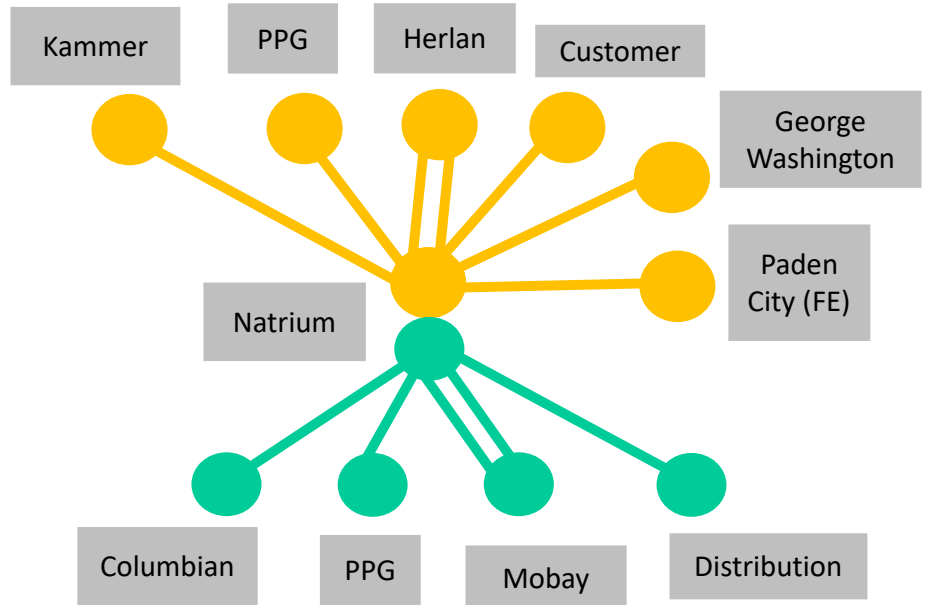 Kammer
PPG
Herlan
Customer
George
Washington
Paden
City (FE)
Natrium
Columbian
PPG
Mobay
Distribution